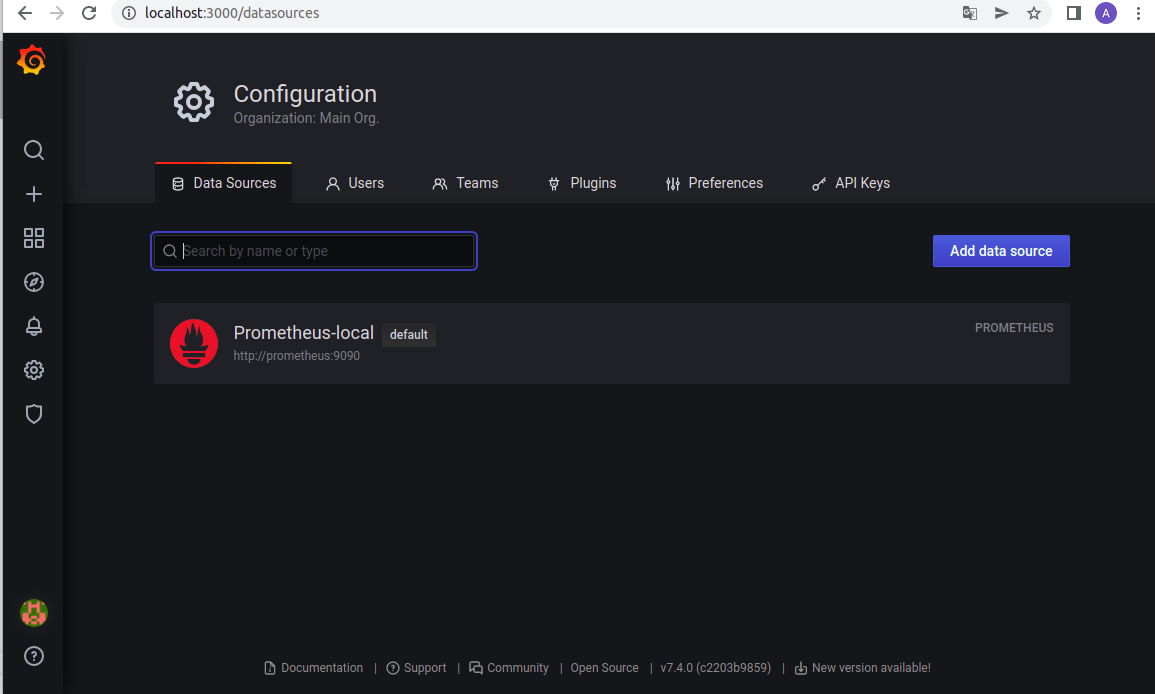 localhost:3000/datasources
A
Configuration
Organization: Main Org.
Data Sources Users Teams Plugins Preferences API Keys
Search by name or type
Add data source
Prometheus-local default
PROMETHEUS
http://prometheus:9090
Documentation | Support | Community | Open Source | v7.4.0 (c2203b9859) | New version available!